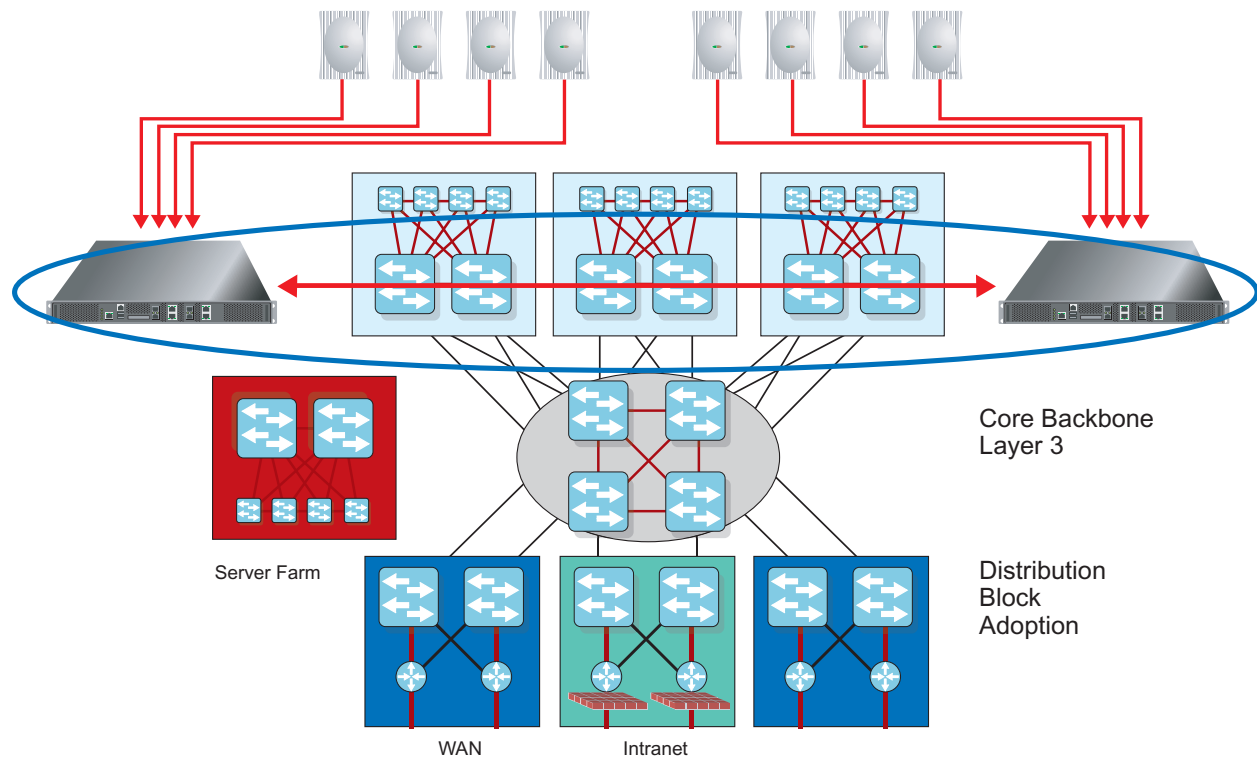 Core Backbone
Layer 3
Server Farm
Distribution
Block
Adoption
WAN
Intranet